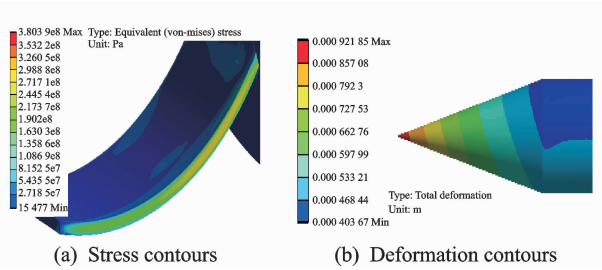 3.803 9e8 Max
3.532 2e8
3.260 5e8
2.988 8e8
2.717 1e8
2.445 4e8
2.173 7e8
1.902e8
1.630 3e8
1.358 6e8
1.086 9e8
8.152 5e7
5.435 5e7
2.718 5e7
15 477 Min
Type: Equivalent (von-mises) stress
Unit: Pa
(a) Stress contours
0.000 921 85 Max
0.000 857 08
0.000 792 3
0.000 727 53
0.000 662 76
0.000 597 99
0.000 533 21
0.000 468 44
0.000 403 67 Min
Type: Total deformation
Unit: m
(b) Deformation contours